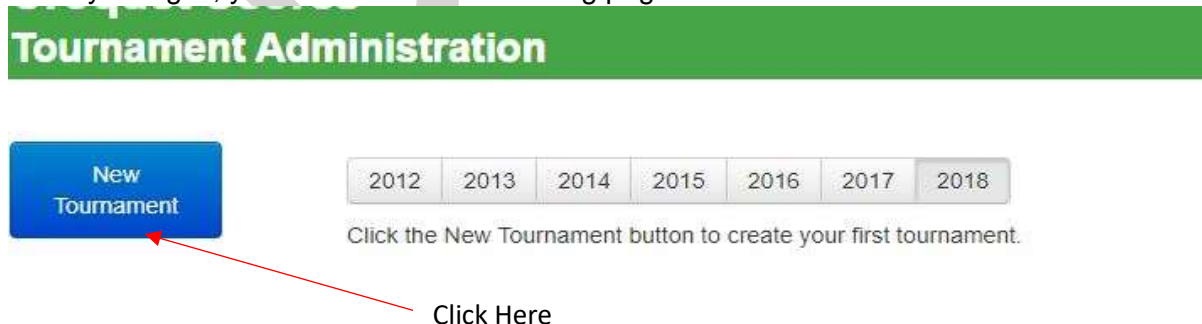 Tournament Administration
New
Tournament
2012 2013 2014 2015 2016 2017 2018
Click the New Tournament button to create your first tournament.
Click Here